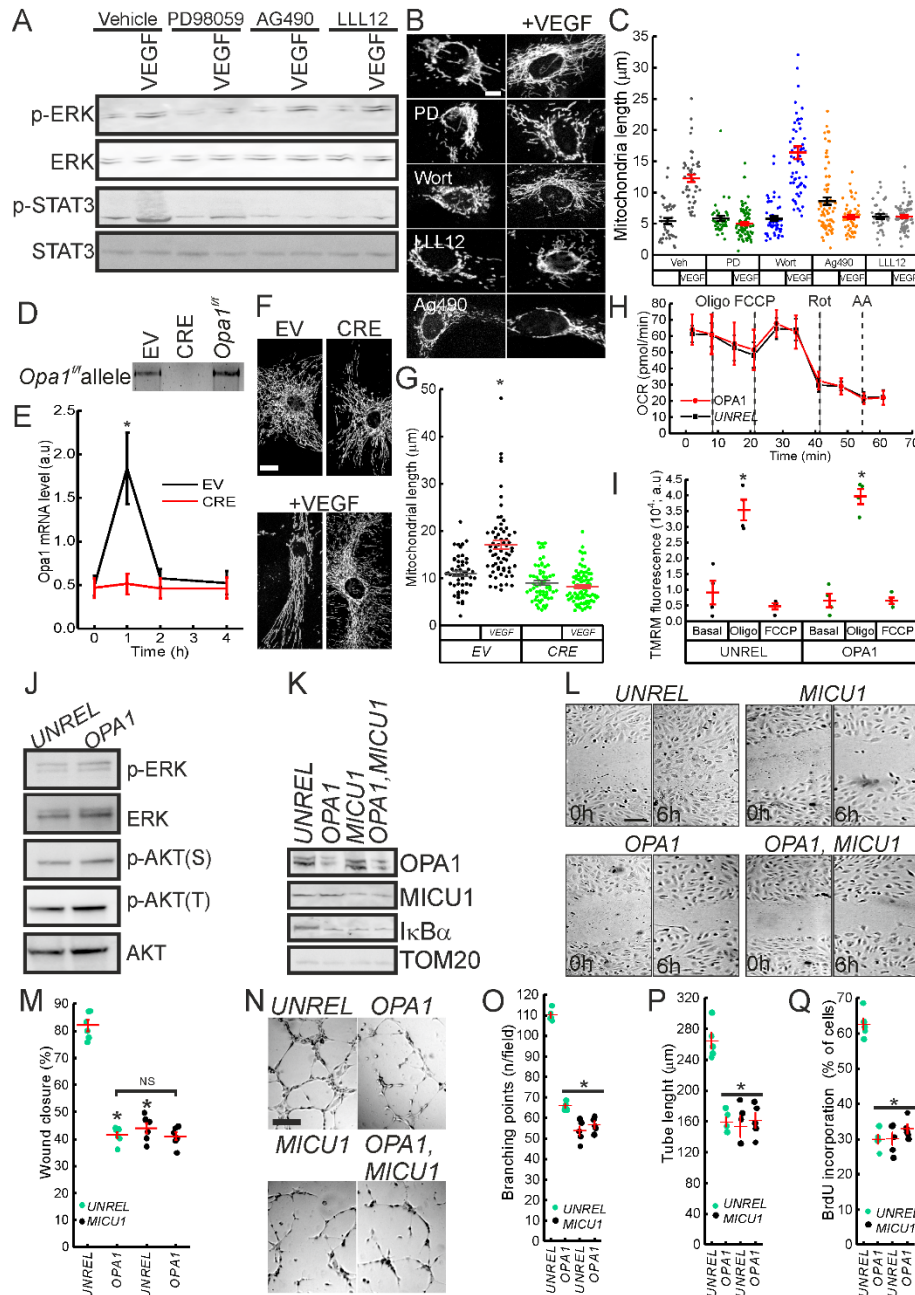 A
Vehicle PD98059 AG490 LLL12
VEGF VEGF VEGF VEGF
p-ERK
ERK
p-STAT3
STAT3
B
+VEGF
PD
Wort
LLL12
Ag490
C
Mitochondria length (µm)
35
30
25
20
15
10
5
0
Veh PD Wort Ag490 LLL12
VEGF VEGF VEGF VEGF VEGF
D
EV CRE Opa1f/f
Opa1f/f allele
E
Opa1 mRNA level (a.u)
2.5
2.0
1.5
1.0
0.5
0.0
*
EV
CRE
0 1 2 4
Time (h)
F
EV CRE
+VEGF
G
Mitochondrial length (µm)
50
40
30
20
10
0
*
VEGF VEGF
EV CRE
H
Oligo FCCP Rot AA
OCR (pmol/min)
100
80
60
40
20
0
OPA1
UNREL
0 10 20 30 40 50 60 70
Time (min)
I
TMRM fluorescence (10⁴; a.u)
4.5
4.0
3.5
3.0
2.5
2.0
1.5
1.0
0.5
0.0
* *
Basal Oligo FCCP Basal Oligo FCCP
UNREL OPA1
J
UNREL OPA1
p-ERK
ERK
p-AKT(S)
p-AKT(T)
AKT
K
UNREL OPA1 MICU1 OPA1,MICU1
OPA1
MICU1
IκBα
TOM20
L
UNREL MICU1
0h 6h 0h 6h
OPA1 OPA1, MICU1
0h 6h 0h 6h
M
Wound closure (%)
90
80
70
60
50
40
30
20
10
0
NS
* *
UNREL
MICU1
UNREL OPA1 UNREL OPA1
N
UNREL OPA1
MICU1 OPA1, MICU1
O
Branching points (n/field)
120
110
100
90
80
70
60
50
40
30
20
10
0
*
UNREL
MICU1
UNREL OPA1 UNREL OPA1
P
Tube lenght (µm)
320
280
240
200
160
120
80
40
0
*
UNREL
MICU1
UNREL OPA1 UNREL OPA1
Q
BrdU incorporation (% of cells)
70
60
50
40
30
20
10
0
*
UNREL
MICU1
UNREL OPA1 UNREL OPA1